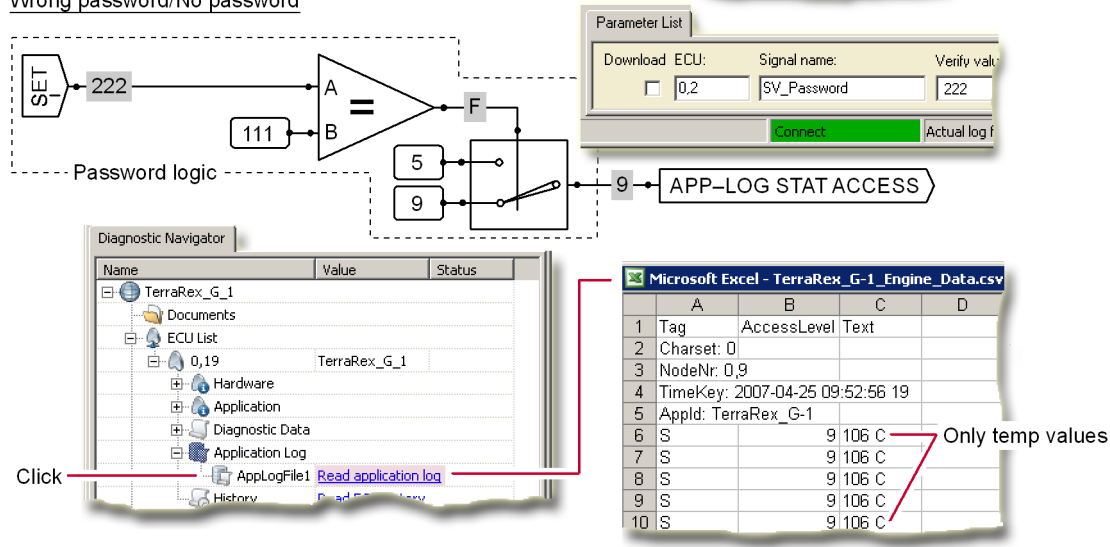 Wrong password/No password
Parameter List
Download ECU: Signal name: Verify valu
0,2 SV_Password 222
Connect Actual log f
SET
222
A
=
111
B
F
5
9
9
APP–LOG STAT ACCESS
Password logic
Diagnostic Navigator
Name Value Status
TerraRex_G_1
Documents
ECU List
0,19 TerraRex_G_1
Hardware
Application
Diagnostic Data
Application Log
Click
AppLogFile1 Read application log
History
Microsoft Excel - TerraRex_G-1_Engine_Data.csv
A B C D
1 Tag AccessLevel Text
2 Charset: 0
3 NodeNr: 0,9
4 TimeKey: 2007-04-25 09:52:56 19
5 AppId: TerraRex_G-1
6 S 9 106 C
7 S 9 106 C
8 S 9 106 C
9 S 9 106 C
10 S 9 106 C
Only temp values